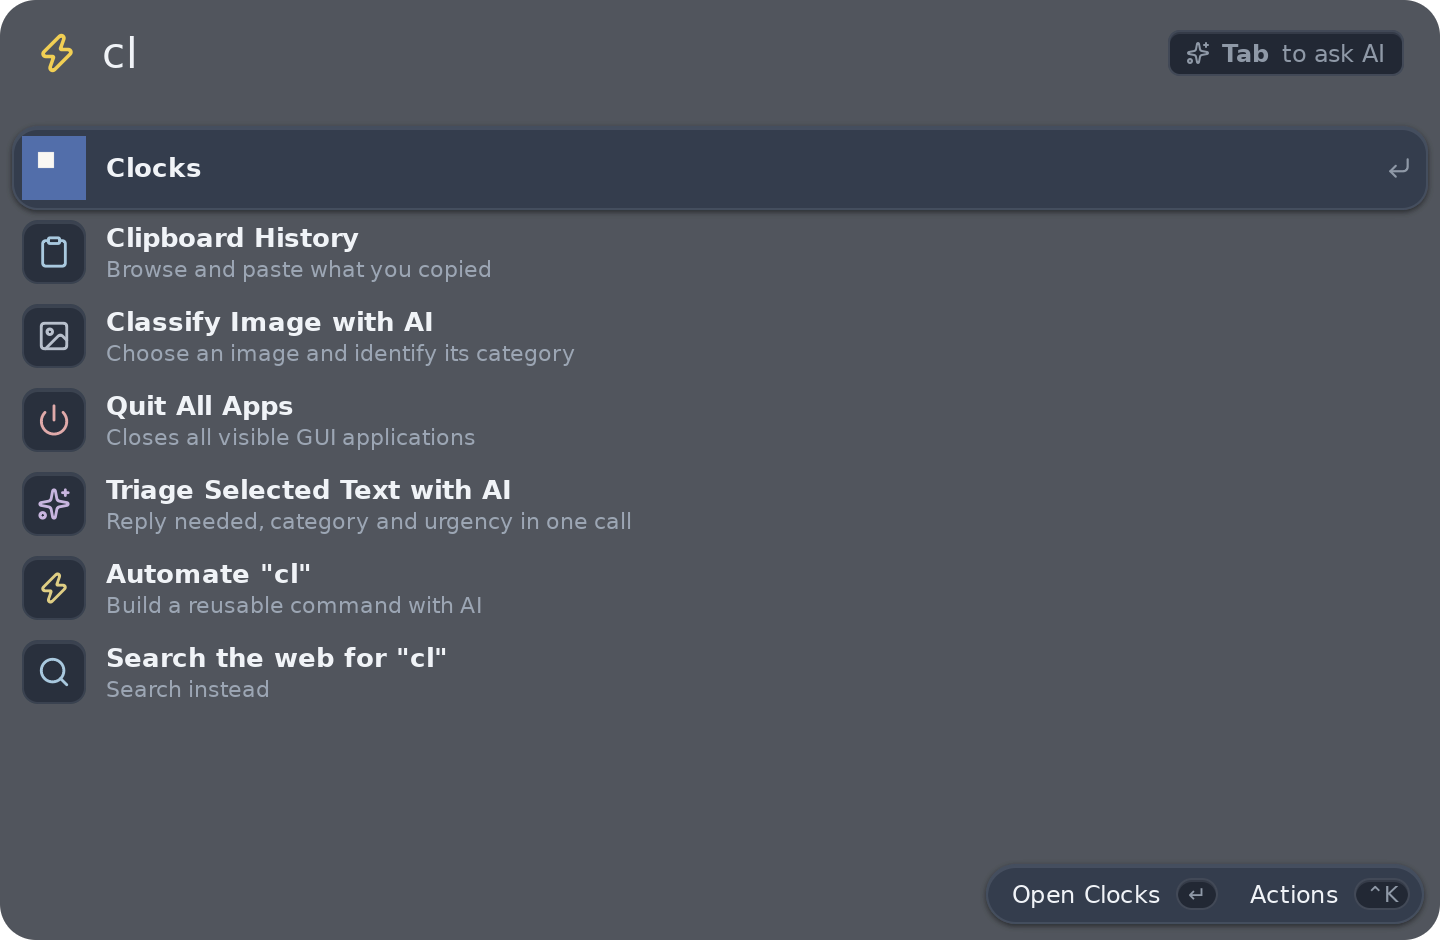 cl
Tab to ask AI
Clocks
Clipboard History
Browse and paste what you copied
Classify Image with AI
Choose an image and identify its category
Quit All Apps
Closes all visible GUI applications
Triage Selected Text with AI
Reply needed, category and urgency in one call
Automate "cl"
Build a reusable command with AI
Search the web for "cl"
Search instead
Open Clocks ↵ Actions ^K